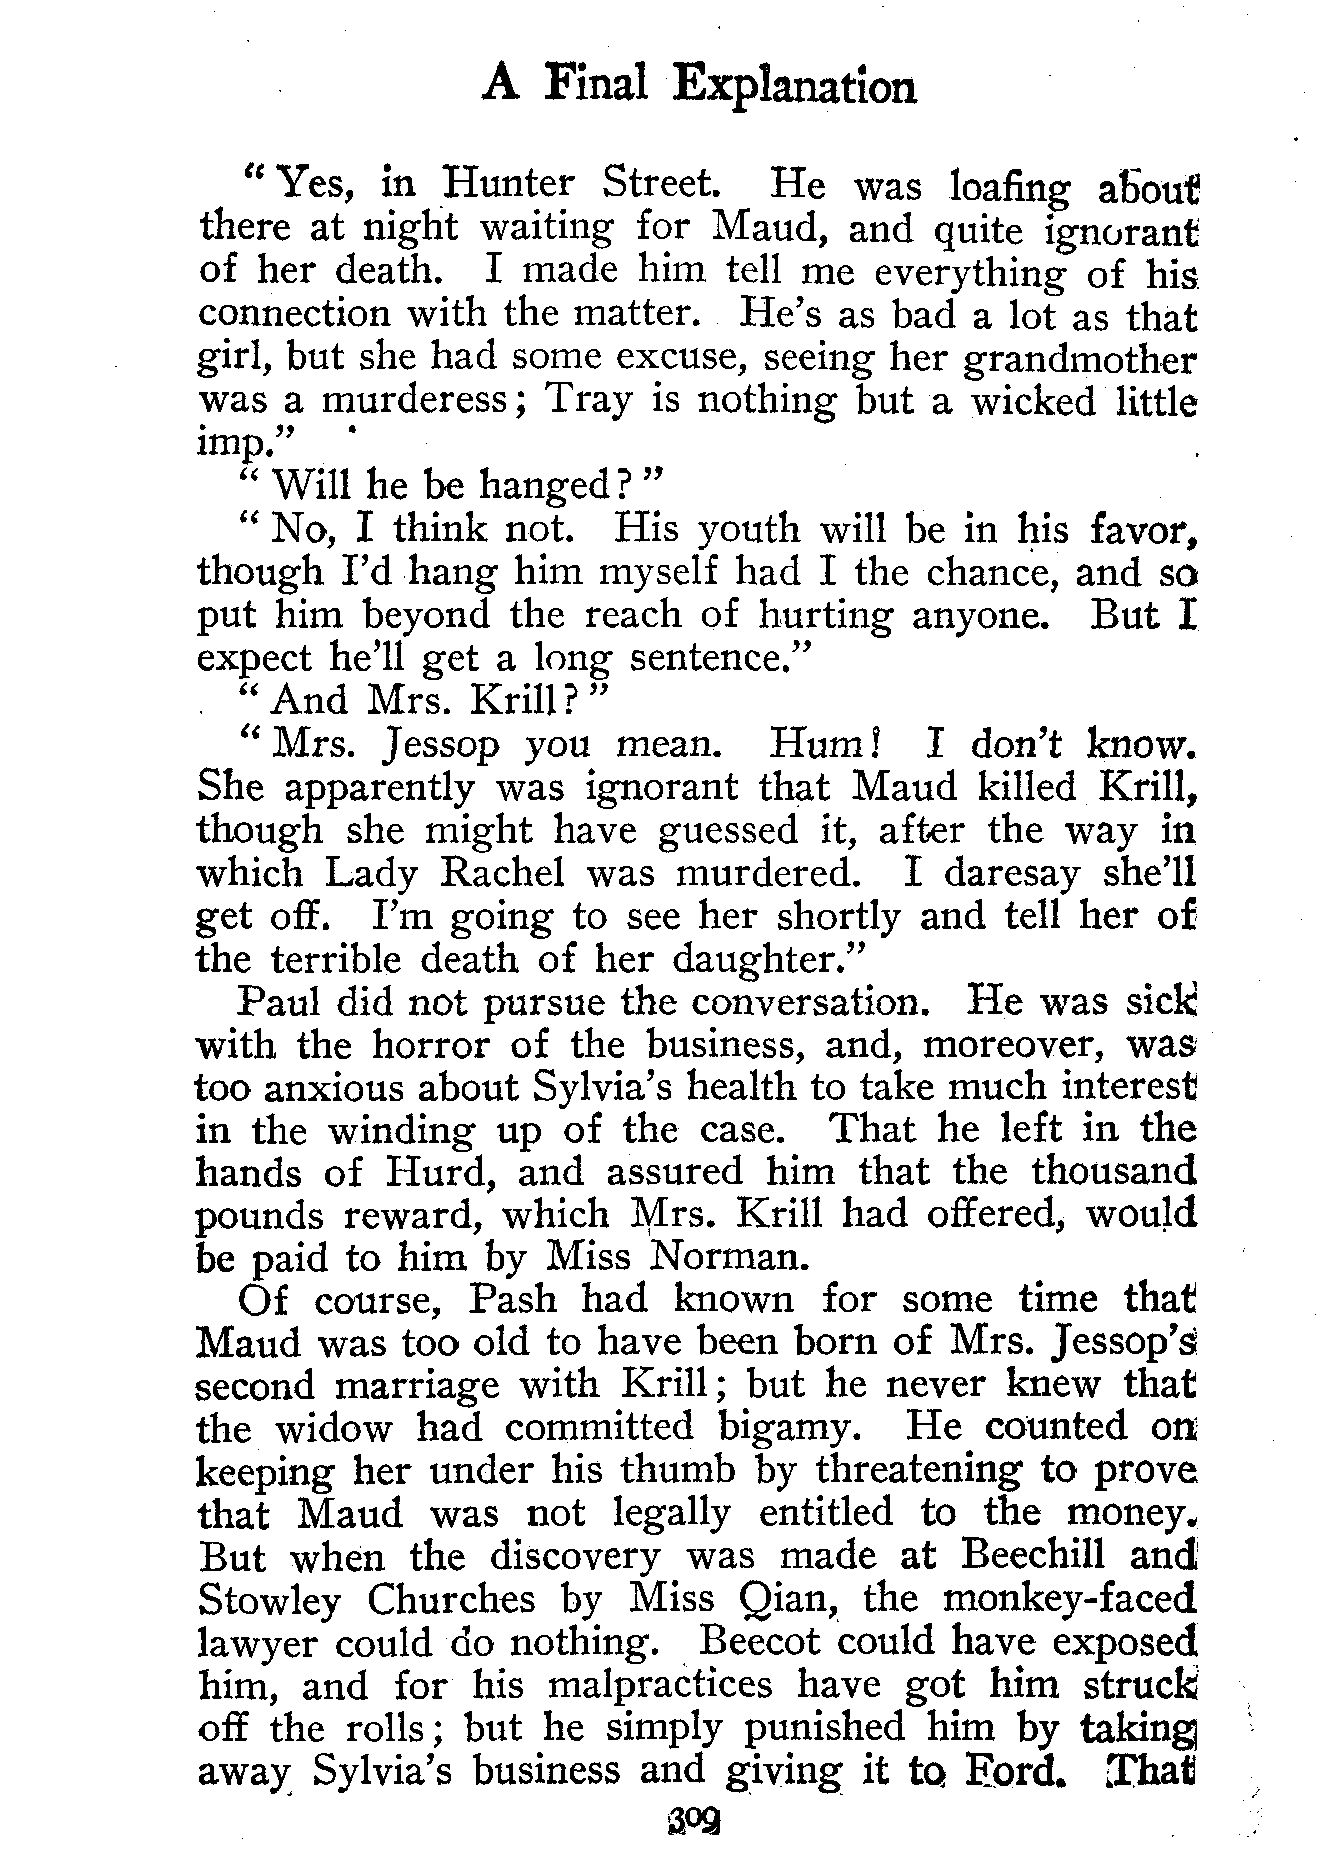 A Final Explanation
“ Yes, in Hunter Street. He was loafing about
there at night waiting for Maud, and quite ignorant
of her death. I made him tell me everything of his
connection with the matter. He’s as bad a lot as that
girl, but she had some excuse, seeing her grandmother
was a murderess; Tray is nothing but a wicked little
imp.”
“ Will he be hanged? ”
“ No, I think not. His youth will be in his favor,
though I’d hang him myself had I the chance, and so
put him beyond the reach of hurting anyone. But I
expect he’ll get a long sentence.”
“ And Mrs. Krill? ”
“ Mrs. Jessop you mean. Hum! I don’t know.
She apparently was ignorant that Maud killed Krill,
though she might have guessed it, after the way in
which Lady Rachel was murdered. I daresay she’ll
get off. I’m going to see her shortly and tell her of
the terrible death of her daughter.”
Paul did not pursue the conversation. He was sick
with the horror of the business, and, moreover, was
too anxious about Sylvia’s health to take much interest
in the winding up of the case. That he left in the
hands of Hurd, and assured him that the thousand
pounds reward, which Mrs. Krill had offered, would
be paid to him by Miss Norman.
Of course, Pash had known for some time that
Maud was too old to have been born of Mrs. Jessop’s
second marriage with Krill; but he never knew that
the widow had committed bigamy. He counted on
keeping her under his thumb by threatening to prove
that Maud was not legally entitled to the money.
But when the discovery was made at Beechill and
Stowley Churches by Miss Qian, the monkey-faced
lawyer could do nothing. Beecot could have exposed
him, and for his malpractices have got him struck
off the rolls; but he simply punished him by taking
away Sylvia’s business and giving it to Ford. That
309